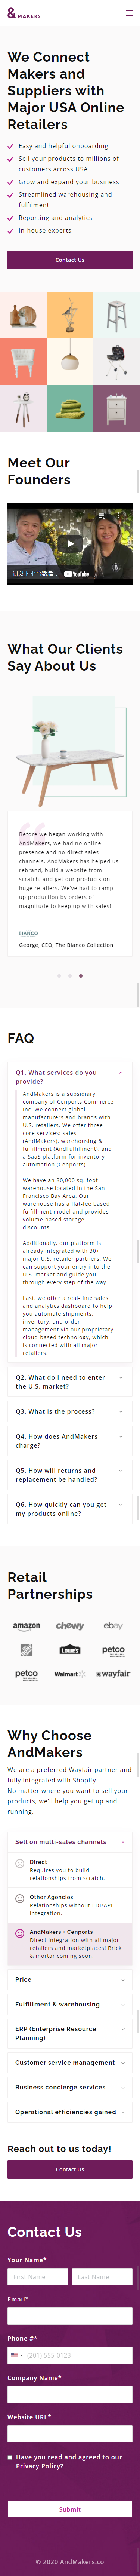 & MAKERS
We Connect
Makers and
Suppliers with
Major USA Online
Retailers
Easy and helpful onboarding
Sell your products to millions of
customers across USA
Grow and expand your business
Streamlined warehousing and
fulfillment
Reporting and analytics
In-house experts
Contact Us
Meet Our
Founders
到以下平台觀看：
YouTube
What Our Clients
Say About Us
Before we began working with
AndMakers, we had no online
presence and no direct sales
channels. AndMakers has helped us
rebrand, build a website from
scratch, and get our products on
huge retailers. We've had to ramp
up production by orders of
magnitude to keep up with sales!
BIANCO
George, CEO, The Bianco Collection
FAQ
Q1. What services do you
provide?
AndMakers is a subsidiary
company of Cenports Commerce
Inc. We connect global
manufacturers and brands with
U.S. retailers. We offer three
core services: sales
(AndMakers), warehousing &
fulfillment (AndFulfillment), and
a SaaS platform for inventory
automation (Cenports).
We have an 80,000 sq. foot
warehouse located in the San
Francisco Bay Area. Our
warehouse has a flat-fee based
fulfillment model and provides
volume-based storage
discounts.
Additionally, our platform is
already integrated with 30+
major U.S. retailer partners. We
can support your entry into the
U.S. market and guide you
through every step of the way.
Last, we offer a real-time sales
and analytics dashboard to help
you automate shipments,
inventory, and order
management via our proprietary
cloud-based technology, which
is connected with all major
retailers.
Q2. What do I need to enter
the U.S. market?
Q3. What is the process?
Q4. How does AndMakers
charge?
Q5. How will returns and
replacement be handled?
Q6. How quickly can you get
my products online?
Retail
Partnerships
amazon
chewy
ebay
LOWE'S
petco
petco
Walmart
wayfair
Why Choose
AndMakers
We are a preferred Wayfair partner and
fully integrated with Shopify.
No matter where you want to sell your
products, we'll help you get up and
running.
Sell on multi-sales channels
Direct
Requires you to build
relationships from scratch.
Other Agencies
Relationships without EDI/API
integration.
AndMakers + Cenports
Direct integration with all major
retailers and marketplaces! Brick
& mortar coming soon.
Price
Fulfillment & warehousing
ERP (Enterprise Resource
Planning)
Customer service management
Business concierge services
Operational efficiencies gained
Reach out to us today!
Contact Us
Contact Us
Your Name*
First Name
Last Name
Email*
Phone #*
(201) 555-0123
Company Name*
Website URL*
Have you read and agreed to our
Privacy Policy?
Submit
© 2020 AndMakers.co